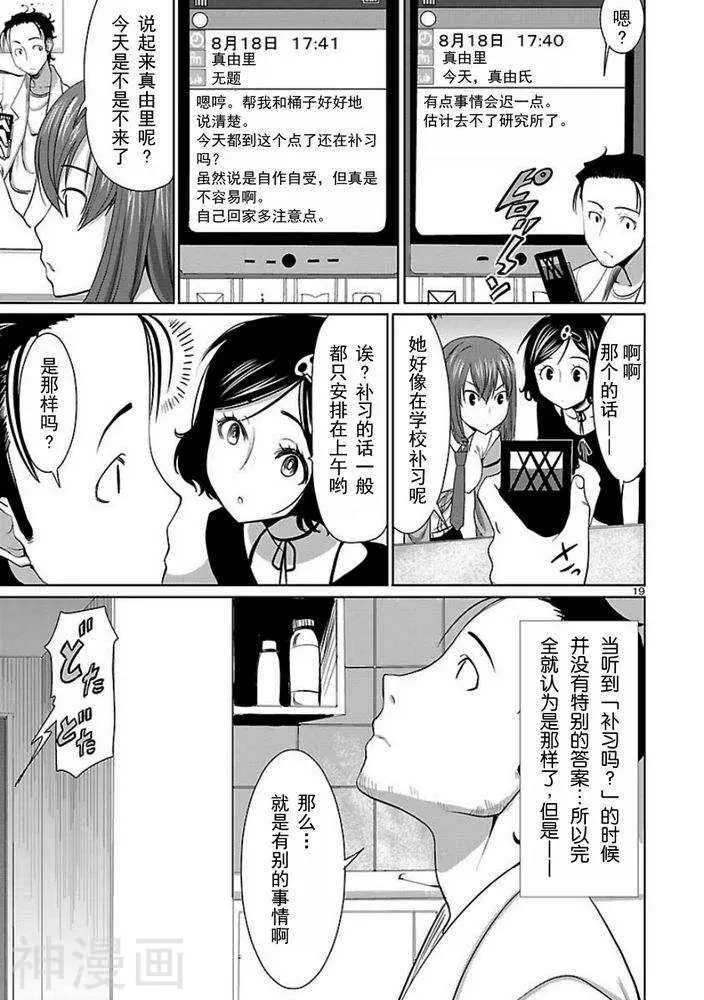 嗯?
8月18日 17:40
真由里
今天，真由氏
有点事情会迟一点。
估计去不了研究所了。
ピロリン
8月18日 17:41
真由里
无题
嗯哼。帮我和桶子好好地
说清楚。
今天都到这个点了还在补习
吗?
虽然说是自作自受，但真是
不容易啊。
自己回家多注意点。
说起来真由里呢?
今天是不是不来了
啊啊
那个的话——
她好像在学校补习呢
诶?补习的话一般
都只安排在上午哟
是那样吗?
19
当听到「补习吗?」的时候
并没有特别的答案…所以完
全就认为是那样了,但是——
那么…
就是有别的事情啊
どた
どた
神漫画